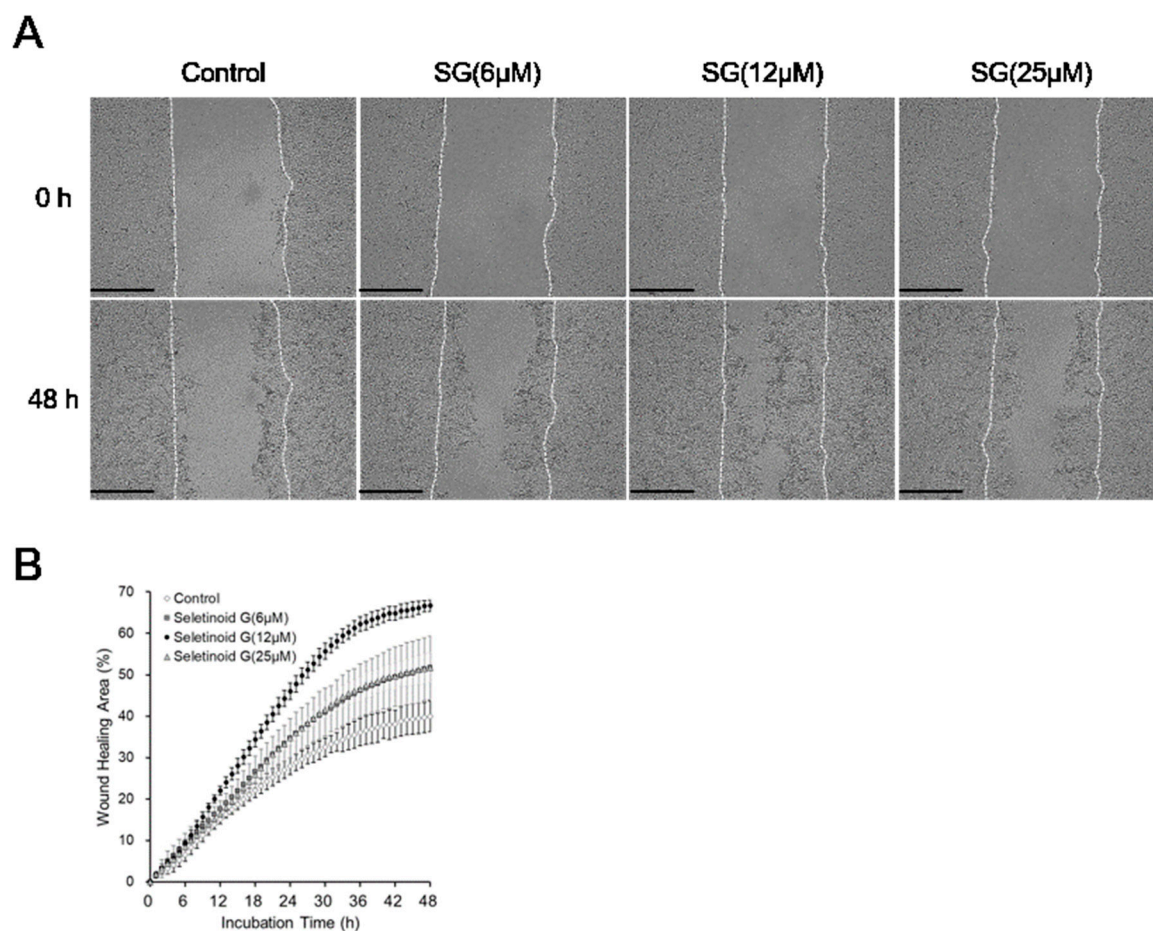 A
Control SG(6µM) SG(12µM) SG(25µM)
0 h
48 h
B
70
60
50
40
30
20
10
0
Wound Healing Area (%)
Control
Seletinoid G(6µM)
Seletinoid G(12µM)
Seletinoid G(25µM)
0 6 12 18 24 30 36 42 48
Incubation Time (h)